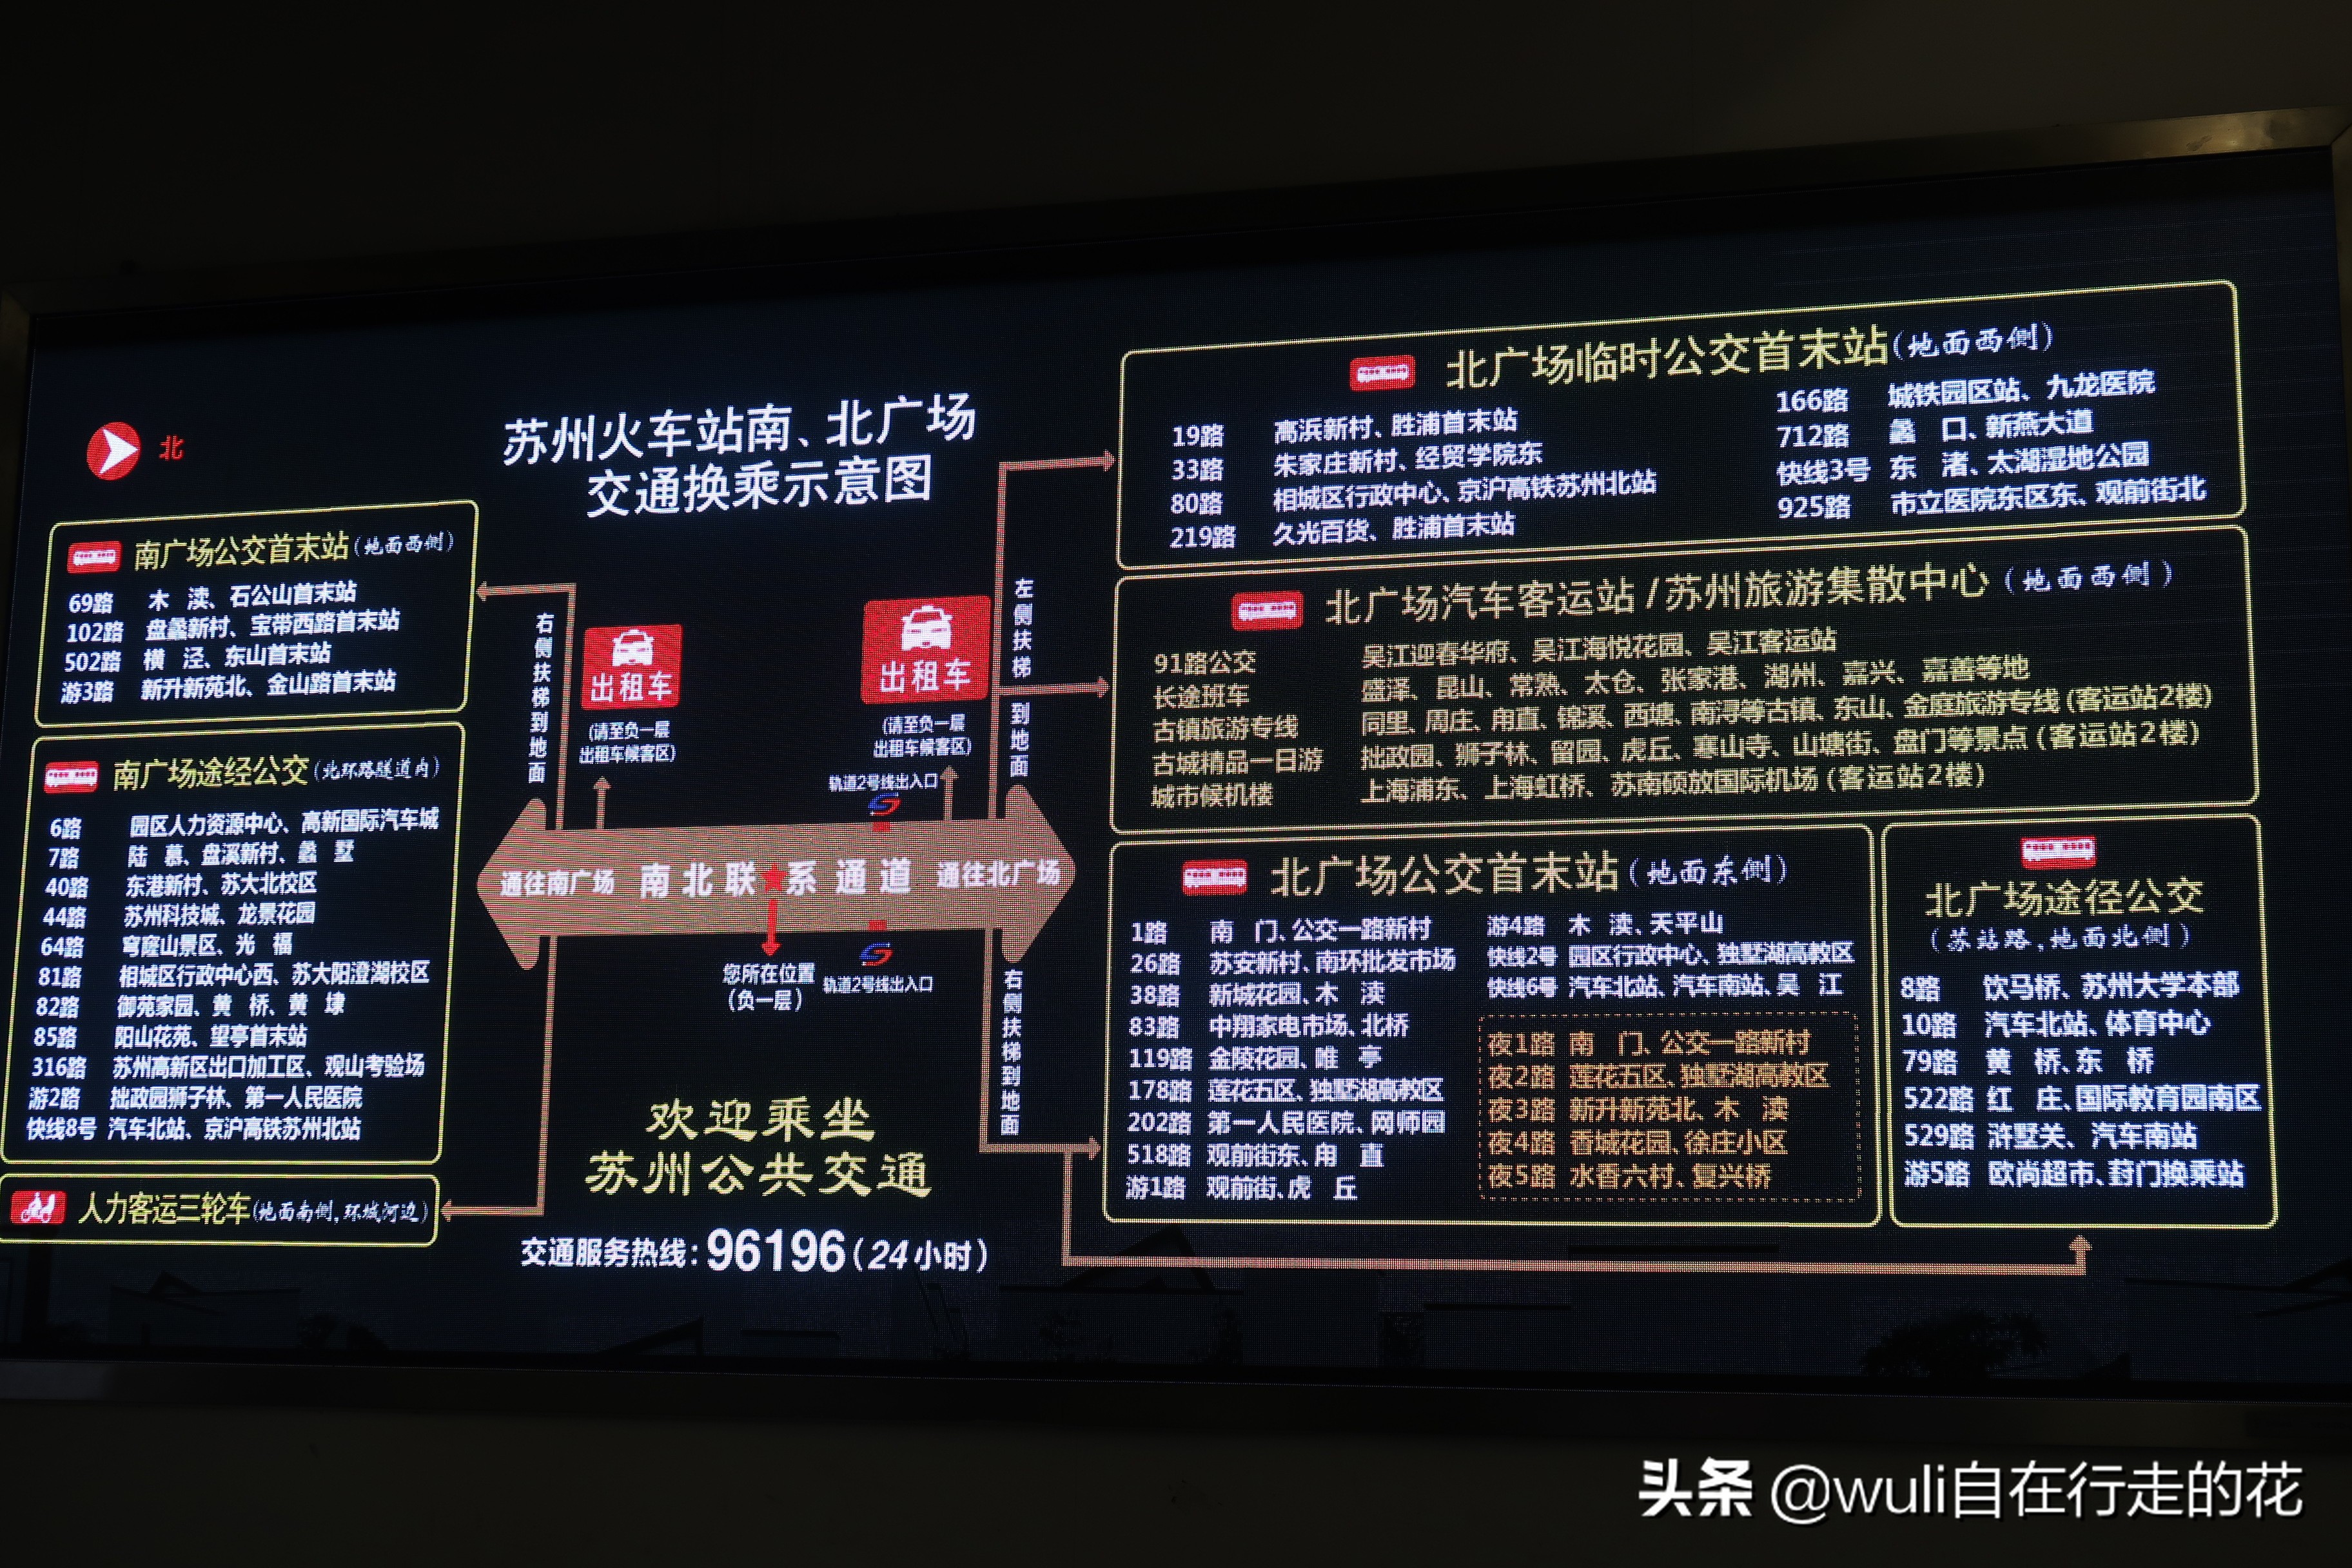 北
苏州火车站南、北广场
交通换乘示意图
南广场公交首末站(地面西侧)
69路 木 渎、石公山首末站
102路 盘蠡新村、宝带西路首末站
502路 横 泾、东山首末站
游3路 新升新苑北、金山路首末站
南广场途经公交(北环路隧道内)
6路 园区人力资源中心、高新国际汽车城
7路 陆 慕、盘溪新村、蠡 墅
40路 东港新村、苏大北校区
44路 苏州科技城、龙景花园
64路 穹窿山景区、光 福
81路 相城区行政中心西、苏大阳澄湖校区
82路 御苑家园、黄 桥、黄 埭
85路 阳山花苑、望亭首末站
316路 苏州高新区出口加工区、观山考验场
游2路 拙政园狮子林、第一人民医院
快线8号 汽车北站、京沪高铁苏州北站
人力客运三轮车(地面南侧,环城河边)
右侧扶梯到地面
出租车
(请至负一层
出租车候客区)
出租车
(请至负一层
出租车候客区)
轨道2号线出入口
左侧扶梯到地面
通往南广场 南北联★系通道 通往北广场
您所在位置
(负一层)
轨道2号线出入口
右侧扶梯到地面
欢迎乘坐
苏州公共交通
交通服务热线:96196(24小时)
北广场临时公交首末站(地面西侧)
19路 高浜新村、胜浦首末站
33路 朱家庄新村、经贸学院东
80路 相城区行政中心、京沪高铁苏州北站
219路 久光百货、胜浦首末站
166路 城铁园区站、九龙医院
712路 蠡 口、新燕大道
快线3号 东 渚、太湖湿地公园
925路 市立医院东区东、观前街北
北广场汽车客运站/苏州旅游集散中心(地面西侧)
91路公交 吴江迎春华府、吴江海悦花园、吴江客运站
长途班车 盛泽、昆山、常熟、太仓、张家港、湖州、嘉兴、嘉善等地
古镇旅游专线 同里、周庄、甪直、锦溪、西塘、南浔等古镇、东山、金庭旅游专线(客运站2楼)
古城精品一日游 拙政园、狮子林、留园、虎丘、寒山寺、山塘街、盘门等景点(客运站2楼)
城市候机楼 上海浦东、上海虹桥、苏南硕放国际机场(客运站2楼)
北广场公交首末站(地面东侧)
1路 南 门、公交一路新村
26路 苏安新村、南环批发市场
38路 新城花园、木 渎
83路 中翔家电市场、北桥
119路 金陵花园、唯 亭
178路 莲花五区、独墅湖高教区
202路 第一人民医院、网师园
518路 观前街东、甪 直
游1路 观前街、虎 丘
游4路 木 渎、天平山
快线2号 园区行政中心、独墅湖高教区
快线6号 汽车北站、汽车南站、吴 江
夜1路 南 门、公交一路新村
夜2路 莲花五区、独墅湖高教区
夜3路 新升新苑北、木 渎
夜4路 香城花园、徐庄小区
夜5路 水香六村、复兴桥
北广场途径公交
(苏站路,地面北侧)
8路 饮马桥、苏州大学本部
10路 汽车北站、体育中心
79路 黄 桥、东 桥
522路 红 庄、国际教育园南区
529路 浒墅关、汽车南站
游5路 欧尚超市、葑门换乘站
头条 @wuli自在行走的花